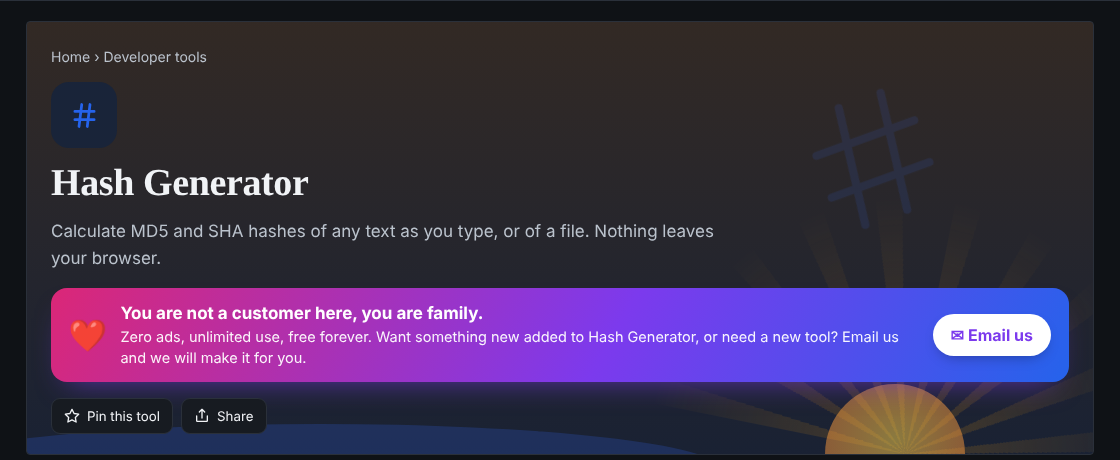 Home › Developer tools
#
Hash Generator
Calculate MD5 and SHA hashes of any text as you type, or of a file. Nothing leaves
your browser.
You are not a customer here, you are family.
Zero ads, unlimited use, free forever. Want something new added to Hash Generator, or need a new tool? Email us
and we will make it for you.
✉ Email us
Pin this tool
Share